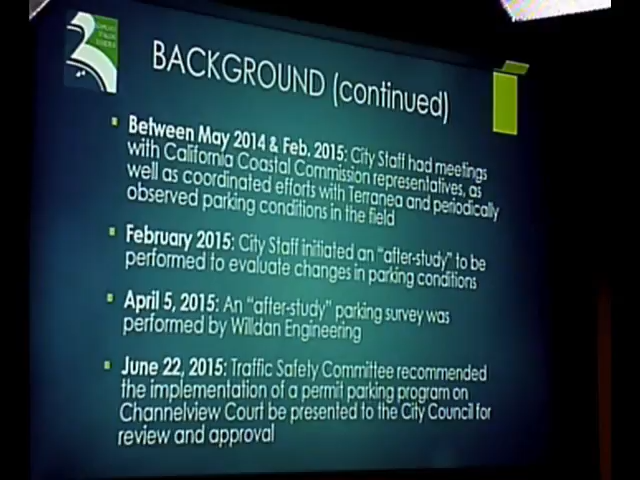 BACKGROUND (continued)
Between May 2014 & Feb. 2015: City Staff had meetings
with California Coastal Commission representatives, as
well as coordinated efforts with Terranea and periodically
observed parking conditions in the field
February 2015: City Staff initiated an "after-study" to be
performed to evaluate changes in parking conditions
April 5, 2015: An "after-study" parking survey was
performed by Willdan Engineering
June 22, 2015: Traffic Safety Committee recommended
the implementation of a permit parking program on
Channelview Court be presented to the City Council for
review and approval